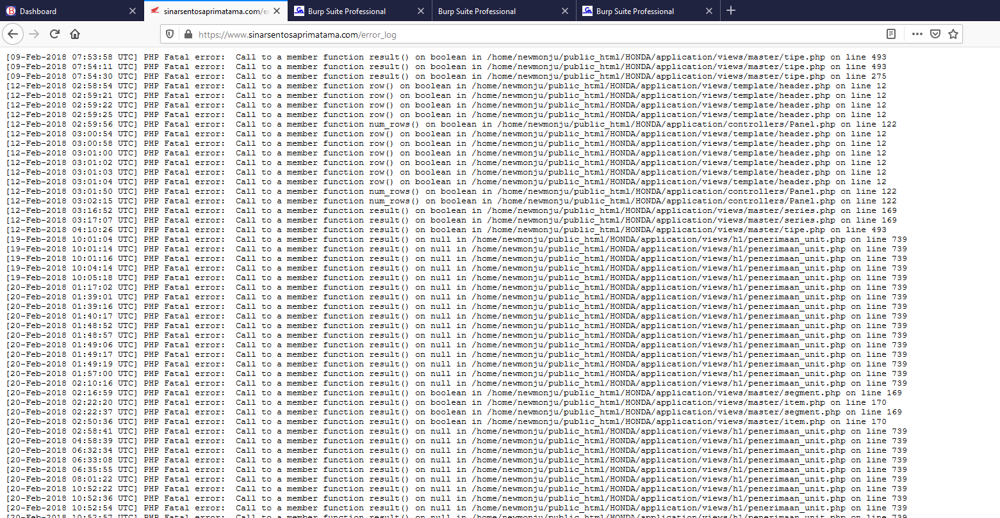 Dashboard
sinarsentosaprimatama.com/er
Burp Suite Professional
Burp Suite Professional
Burp Suite Professional
https://www.sinarsentosaprimatama.com/error_log
[09-Feb-2018 07:53:58 UTC] PHP Fatal error:  Call to a member function result() on boolean in /home/newmonju/public_html/HONDA/application/views/master/tipe.php on line 493
[09-Feb-2018 07:54:11 UTC] PHP Fatal error:  Call to a member function result() on boolean in /home/newmonju/public_html/HONDA/application/views/master/tipe.php on line 493
[09-Feb-2018 07:54:30 UTC] PHP Fatal error:  Call to a member function result() on boolean in /home/newmonju/public_html/HONDA/application/views/master/tipe.php on line 275
[12-Feb-2018 02:58:54 UTC] PHP Fatal error:  Call to a member function row() on boolean in /home/newmonju/public_html/HONDA/application/views/template/header.php on line 12
[12-Feb-2018 02:59:21 UTC] PHP Fatal error:  Call to a member function row() on boolean in /home/newmonju/public_html/HONDA/application/views/template/header.php on line 12
[12-Feb-2018 02:59:22 UTC] PHP Fatal error:  Call to a member function row() on boolean in /home/newmonju/public_html/HONDA/application/views/template/header.php on line 12
[12-Feb-2018 02:59:25 UTC] PHP Fatal error:  Call to a member function row() on boolean in /home/newmonju/public_html/HONDA/application/views/template/header.php on line 12
[12-Feb-2018 02:59:56 UTC] PHP Fatal error:  Call to a member function num_rows() on boolean in /home/newmonju/public_html/HONDA/application/controllers/Panel.php on line 122
[12-Feb-2018 03:00:54 UTC] PHP Fatal error:  Call to a member function row() on boolean in /home/newmonju/public_html/HONDA/application/views/template/header.php on line 12
[12-Feb-2018 03:00:58 UTC] PHP Fatal error:  Call to a member function row() on boolean in /home/newmonju/public_html/HONDA/application/views/template/header.php on line 12
[12-Feb-2018 03:01:00 UTC] PHP Fatal error:  Call to a member function row() on boolean in /home/newmonju/public_html/HONDA/application/views/template/header.php on line 12
[12-Feb-2018 03:01:02 UTC] PHP Fatal error:  Call to a member function row() on boolean in /home/newmonju/public_html/HONDA/application/views/template/header.php on line 12
[12-Feb-2018 03:01:03 UTC] PHP Fatal error:  Call to a member function row() on boolean in /home/newmonju/public_html/HONDA/application/views/template/header.php on line 12
[12-Feb-2018 03:01:04 UTC] PHP Fatal error:  Call to a member function row() on boolean in /home/newmonju/public_html/HONDA/application/views/template/header.php on line 12
[12-Feb-2018 03:01:50 UTC] PHP Fatal error:  Call to a member function num_rows() on boolean in /home/newmonju/public_html/HONDA/application/controllers/Panel.php on line 122
[12-Feb-2018 03:02:15 UTC] PHP Fatal error:  Call to a member function num_rows() on boolean in /home/newmonju/public_html/HONDA/application/controllers/Panel.php on line 122
[12-Feb-2018 03:16:52 UTC] PHP Fatal error:  Call to a member function result() on boolean in /home/newmonju/public_html/HONDA/application/views/master/series.php on line 169
[12-Feb-2018 03:17:07 UTC] PHP Fatal error:  Call to a member function result() on boolean in /home/newmonju/public_html/HONDA/application/views/master/series.php on line 169
[12-Feb-2018 04:10:26 UTC] PHP Fatal error:  Call to a member function result() on boolean in /home/newmonju/public_html/HONDA/application/views/master/tipe.php on line 493
[19-Feb-2018 10:01:04 UTC] PHP Fatal error:  Call to a member function result() on null in /home/newmonju/public_html/HONDA/application/views/h1/penerimaan_unit.php on line 739
[19-Feb-2018 10:01:14 UTC] PHP Fatal error:  Call to a member function result() on null in /home/newmonju/public_html/HONDA/application/views/h1/penerimaan_unit.php on line 739
[19-Feb-2018 10:01:16 UTC] PHP Fatal error:  Call to a member function result() on null in /home/newmonju/public_html/HONDA/application/views/h1/penerimaan_unit.php on line 739
[19-Feb-2018 10:04:14 UTC] PHP Fatal error:  Call to a member function result() on null in /home/newmonju/public_html/HONDA/application/views/h1/penerimaan_unit.php on line 739
[19-Feb-2018 10:05:18 UTC] PHP Fatal error:  Call to a member function result() on null in /home/newmonju/public_html/HONDA/application/views/h1/penerimaan_unit.php on line 739
[20-Feb-2018 01:17:02 UTC] PHP Fatal error:  Call to a member function result() on null in /home/newmonju/public_html/HONDA/application/views/h1/penerimaan_unit.php on line 739
[20-Feb-2018 01:39:01 UTC] PHP Fatal error:  Call to a member function result() on null in /home/newmonju/public_html/HONDA/application/views/h1/penerimaan_unit.php on line 739
[20-Feb-2018 01:39:16 UTC] PHP Fatal error:  Call to a member function result() on null in /home/newmonju/public_html/HONDA/application/views/h1/penerimaan_unit.php on line 739
[20-Feb-2018 01:40:17 UTC] PHP Fatal error:  Call to a member function result() on null in /home/newmonju/public_html/HONDA/application/views/h1/penerimaan_unit.php on line 739
[20-Feb-2018 01:48:52 UTC] PHP Fatal error:  Call to a member function result() on null in /home/newmonju/public_html/HONDA/application/views/h1/penerimaan_unit.php on line 739
[20-Feb-2018 01:48:57 UTC] PHP Fatal error:  Call to a member function result() on null in /home/newmonju/public_html/HONDA/application/views/h1/penerimaan_unit.php on line 739
[20-Feb-2018 01:49:06 UTC] PHP Fatal error:  Call to a member function result() on null in /home/newmonju/public_html/HONDA/application/views/h1/penerimaan_unit.php on line 739
[20-Feb-2018 01:49:17 UTC] PHP Fatal error:  Call to a member function result() on null in /home/newmonju/public_html/HONDA/application/views/h1/penerimaan_unit.php on line 739
[20-Feb-2018 01:49:19 UTC] PHP Fatal error:  Call to a member function result() on null in /home/newmonju/public_html/HONDA/application/views/h1/penerimaan_unit.php on line 739
[20-Feb-2018 01:57:00 UTC] PHP Fatal error:  Call to a member function result() on null in /home/newmonju/public_html/HONDA/application/views/h1/penerimaan_unit.php on line 739
[20-Feb-2018 02:10:16 UTC] PHP Fatal error:  Call to a member function result() on null in /home/newmonju/public_html/HONDA/application/views/h1/penerimaan_unit.php on line 739
[20-Feb-2018 02:16:59 UTC] PHP Fatal error:  Call to a member function result() on boolean in /home/newmonju/public_html/HONDA/application/views/master/segment.php on line 169
[20-Feb-2018 02:22:20 UTC] PHP Fatal error:  Call to a member function result() on boolean in /home/newmonju/public_html/HONDA/application/views/master/item.php on line 170
[20-Feb-2018 02:22:37 UTC] PHP Fatal error:  Call to a member function result() on boolean in /home/newmonju/public_html/HONDA/application/views/master/segment.php on line 169
[20-Feb-2018 02:50:36 UTC] PHP Fatal error:  Call to a member function result() on boolean in /home/newmonju/public_html/HONDA/application/views/master/item.php on line 170
[20-Feb-2018 02:58:41 UTC] PHP Fatal error:  Call to a member function result() on null in /home/newmonju/public_html/HONDA/application/views/h1/penerimaan_unit.php on line 739
[20-Feb-2018 04:58:39 UTC] PHP Fatal error:  Call to a member function result() on null in /home/newmonju/public_html/HONDA/application/views/h1/penerimaan_unit.php on line 739
[20-Feb-2018 06:32:34 UTC] PHP Fatal error:  Call to a member function result() on null in /home/newmonju/public_html/HONDA/application/views/h1/penerimaan_unit.php on line 739
[20-Feb-2018 06:33:08 UTC] PHP Fatal error:  Call to a member function result() on null in /home/newmonju/public_html/HONDA/application/views/h1/penerimaan_unit.php on line 739
[20-Feb-2018 06:35:55 UTC] PHP Fatal error:  Call to a member function result() on null in /home/newmonju/public_html/HONDA/application/views/h1/penerimaan_unit.php on line 739
[20-Feb-2018 08:01:22 UTC] PHP Fatal error:  Call to a member function result() on null in /home/newmonju/public_html/HONDA/application/views/h1/penerimaan_unit.php on line 739
[20-Feb-2018 10:52:22 UTC] PHP Fatal error:  Call to a member function result() on null in /home/newmonju/public_html/HONDA/application/views/h1/penerimaan_unit.php on line 739
[20-Feb-2018 10:52:36 UTC] PHP Fatal error:  Call to a member function result() on null in /home/newmonju/public_html/HONDA/application/views/h1/penerimaan_unit.php on line 739
[20-Feb-2018 10:52:54 UTC] PHP Fatal error:  Call to a member function result() on null in /home/newmonju/public_html/HONDA/application/views/h1/penerimaan_unit.php on line 739
[20-Feb-2018 10:52:57 UTC] PHP Fatal error:  Call to a member function result() on null in /home/newmonju/public_html/HONDA/application/views/h1/penerimaan_unit.php on line 739